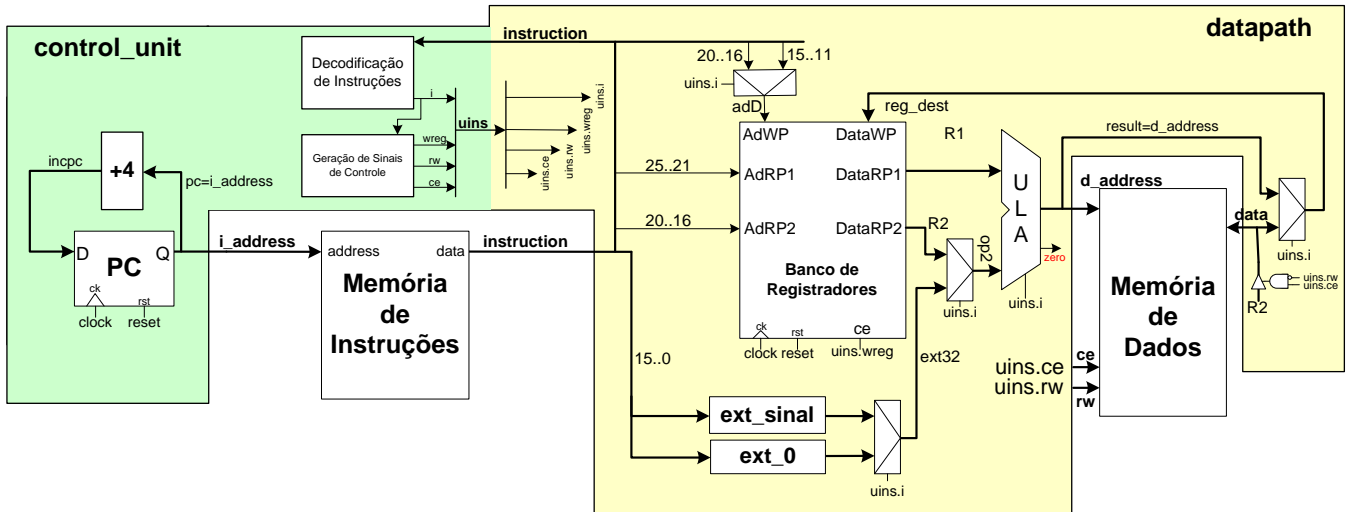 control_unit
datapath
instruction
Decodificação
de Instruções
i
uins
Geração de Sinais
de Controle
wreg
rw
ce
uins.i
uins.wreg
uins.rw
uins.ce
20..16
15..11
uins.i
adD
reg_dest
AdWP
DataWP
R1
AdRP1
DataRP1
AdRP2
DataRP2
R2
Banco de
Registradores
ck
rst
ce
clock
reset
uins.wreg
25..21
20..16
incpc
+4
pc=i_address
D
Q
PC
ck
rst
clock
reset
i_address
address
data
Memória
de
Instruções
instruction
15..0
ext_sinal
ext_0
uins.i
ext32
uins.i
op2
U
L
A
zero
uins.i
result=d_address
d_address
data
Memória
de
Dados
uins.i
uins.rw
uins.ce
R2
uins.ce
ce
uins.rw
rw